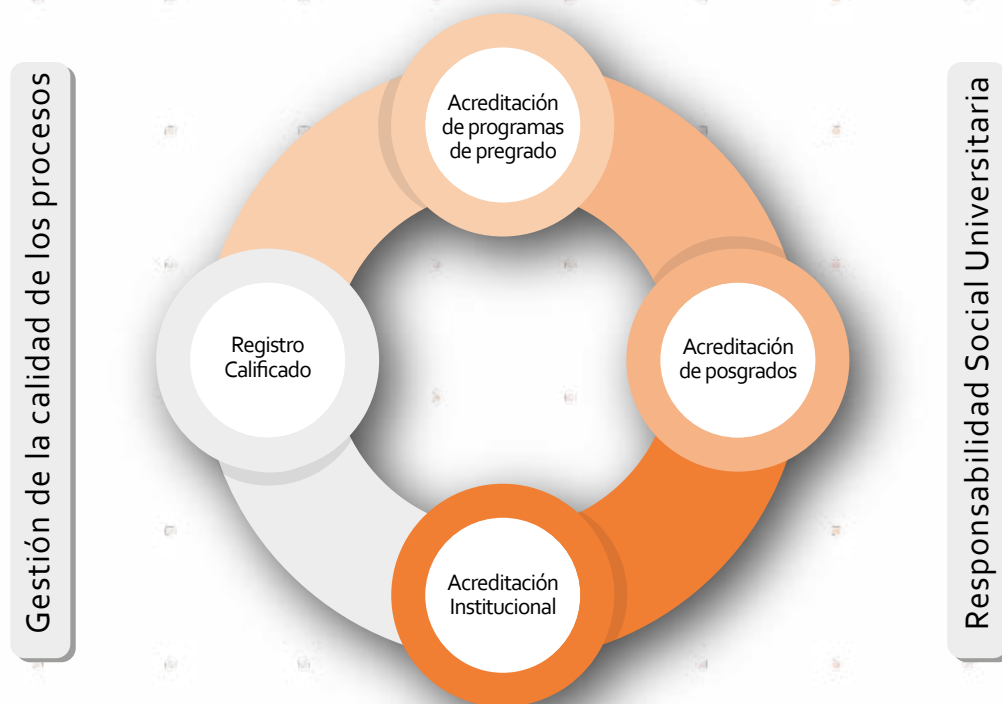 Gestión de la calidad de los procesos
Acreditación
de programas
de pregrado
Registro
Calificado
Acreditación
de posgrados
Acreditación
Institucional
Responsabilidad Social Universitaria